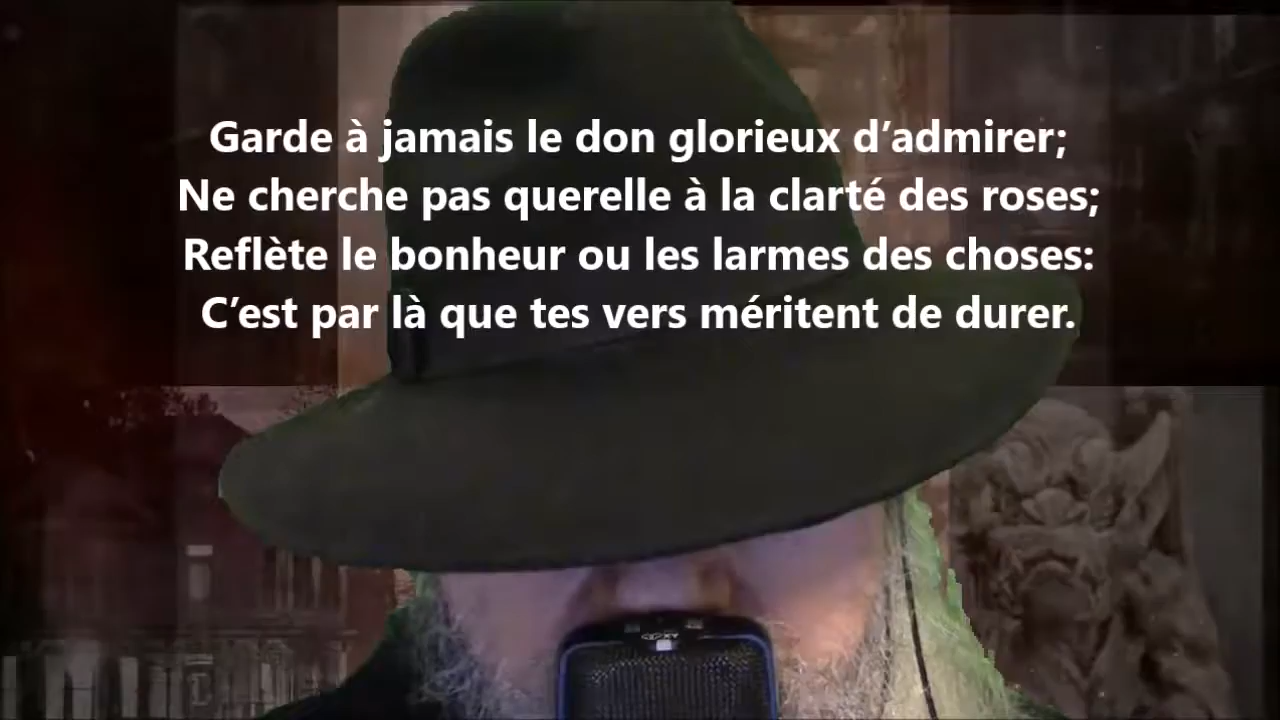 Garde à jamais le don glorieux d’admirer;
Ne cherche pas querelle à la clarté des roses;
Reflète le bonheur ou les larmes des choses:
C’est par là que tes vers méritent de durer.